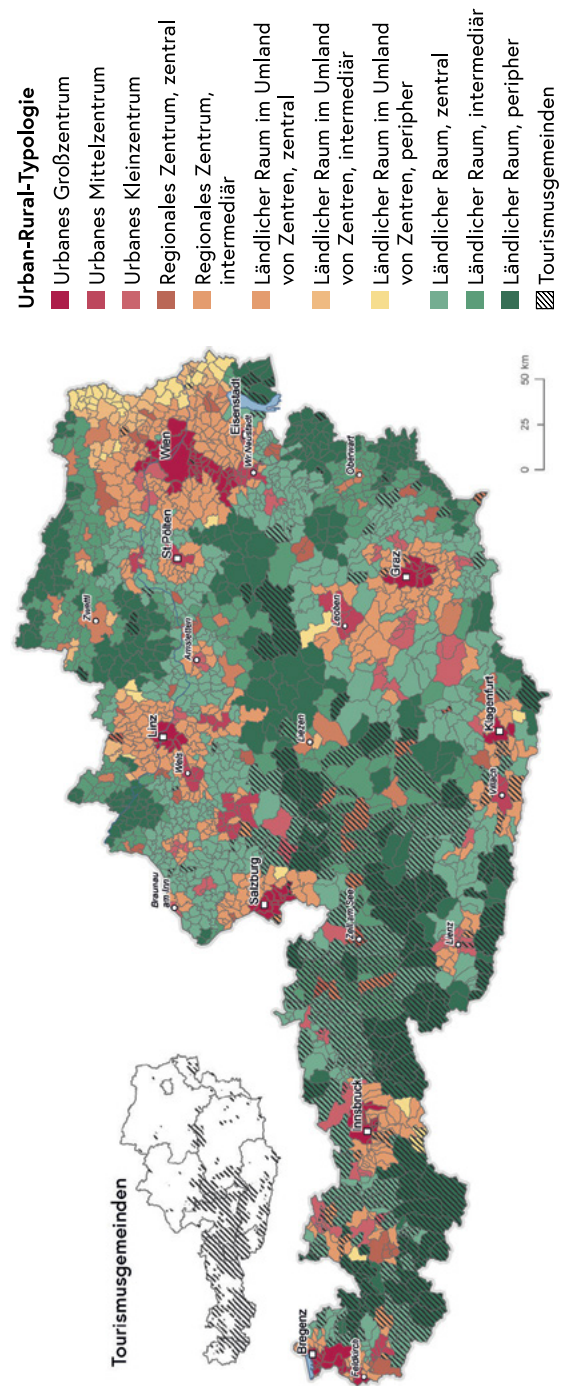 Tourismusgemeinden
Bregenz
Feldkirch
Innsbruck
Zell am See
Lienz
Salzburg
Braunau
am Inn
Wels
Linz
Liezen
Villach
Klagenfurt
Amstetten
Zwettl
Leoben
Graz
St. Pölten
Wien
Eisenstadt
Wr. Neustadt
Oberwart
0
25
50 km
Urban-Rural-Typologie
Urbanes Großzentrum
Urbanes Mittelzentrum
Urbanes Kleinzentrum
Regionales Zentrum, zentral
Regionales Zentrum,
intermediär
Ländlicher Raum im Umland
von Zentren, zentral
Ländlicher Raum im Umland
von Zentren, intermediär
Ländlicher Raum im Umland
von Zentren, peripher
Ländlicher Raum, zentral
Ländlicher Raum, intermediär
Ländlicher Raum, peripher
Tourismusgemeinden